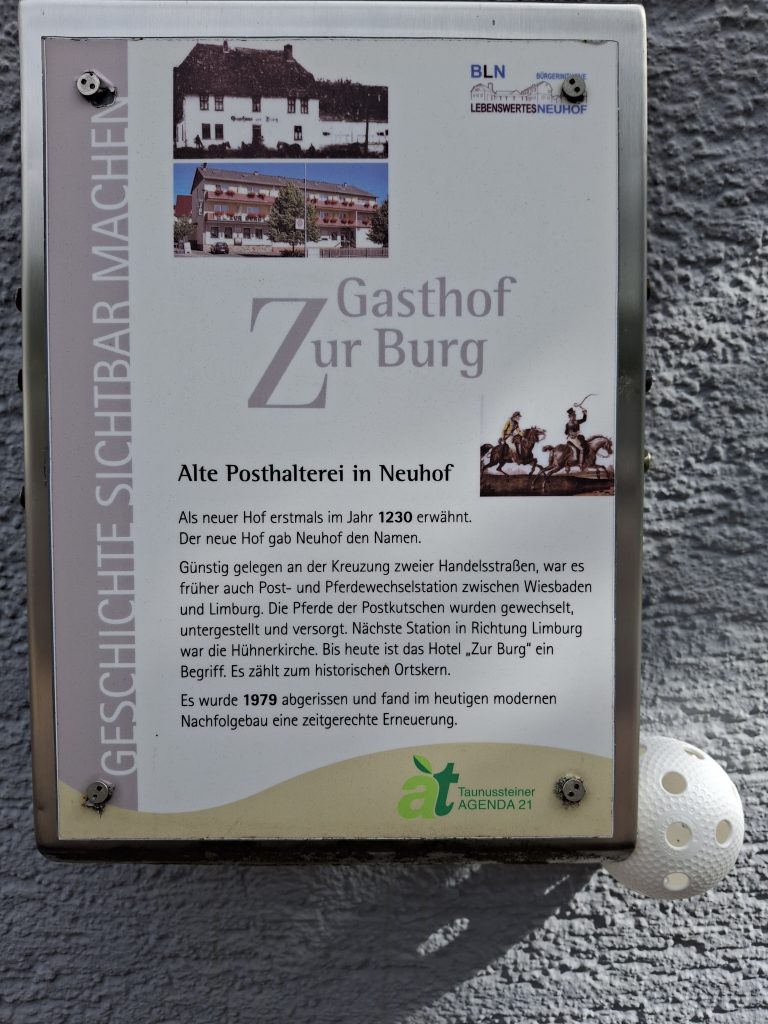 GESCHICHTE SICHTBAR MACHEN
BLN
BÜRGERINITIATIVE
LEBENSWERTES NEUHOF
Gasthof
Zur Burg
Alte Posthalterei in Neuhof
Als neuer Hof erstmals im Jahr 1230 erwähnt.
Der neue Hof gab Neuhof den Namen.
Günstig gelegen an der Kreuzung zweier Handelsstraßen, war es
früher auch Post- und Pferdewechselstation zwischen Wiesbaden
und Limburg. Die Pferde der Postkutschen wurden gewechselt,
untergestellt und versorgt. Nächste Station in Richtung Limburg
war die Hühnerkirche. Bis heute ist das Hotel „Zur Burg“ ein
Begriff. Es zählt zum historischen Ortskern.
Es wurde 1979 abgerissen und fand im heutigen modernen
Nachfolgebau eine zeitgerechte Erneuerung.
at
Taunussteiner
AGENDA 21